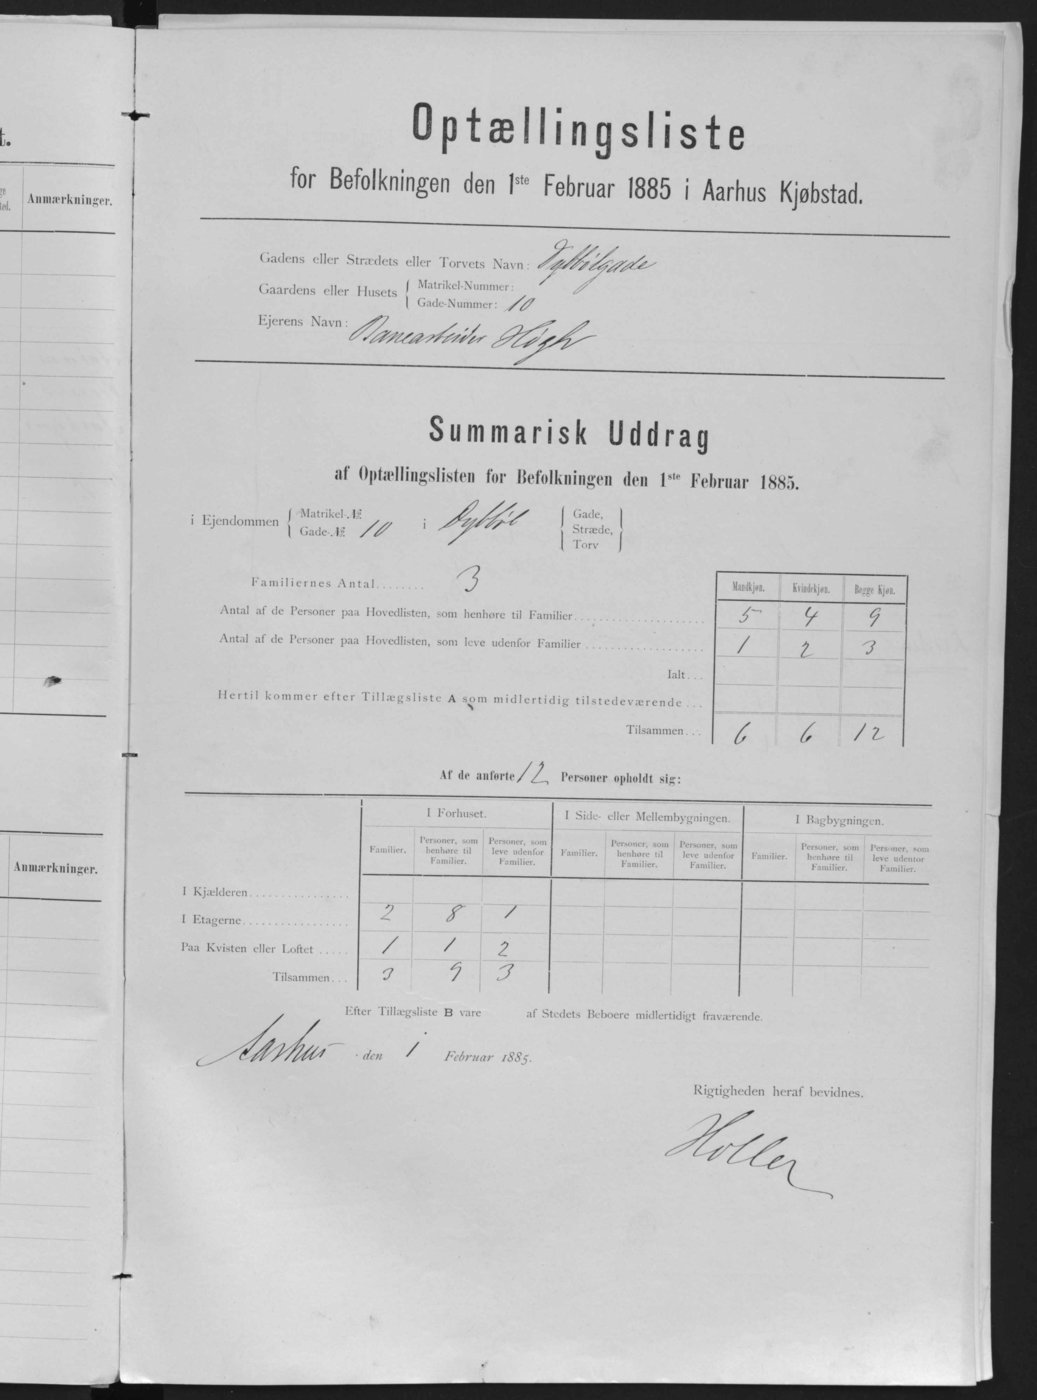 t.
Anmærkninger.
Anmærkninger.
Optællingsliste
for Befolkningen den 1ste Februar 1885 i Aarhus Kjøbstad.
Gadens eller Strædets eller Torvets Navn: Dybbølgade
Gaardens eller Husets { Matrikel-Nummer:
Gade-Nummer: 10
Ejerens Navn: Banearbeider Högh
Summarisk Uddrag
af Optællingslisten for Befolkningen den 1ste Februar 1885.
i Ejendommen { Matrikel-№
Gade-№ 10 i Dybbøl { Gade, Stræde, Torv }
Familiernes Antal........ 3
Mandkjøn. Kvindekjøn. Begge Kjøn.
Antal af de Personer paa Hovedlisten, som henhøre til Familier 5 4 9
Antal af de Personer paa Hovedlisten, som leve udenfor Familier 1 2 3
Ialt...
Hertil kommer efter Tillægsliste A som midlertidig tilstedeværende...
Tilsammen... 6 6 12
Af de anførte 12 Personer opholdt sig:
I Forhuset. I Side- eller Mellembygningen. I Bagbygningen.
Familier. Personer, som henhøre til Familier. Personer, som leve udenfor Familier. Familier. Personer, som henhøre til Familier. Personer, som leve udenfor Familier. Familier. Personer, som henhøre til Familier. Personer, som leve udenfor Familier.
I Kjælderen................
I Etagerne................ 2 8 1
Paa Kvisten eller Loftet..... 1 1 2
Tilsammen... 3 9 3
Efter Tillægsliste B vare af Stedets Beboere midlertidigt fraværende.
Aarhus den 1 Februar 1885.
Rigtigheden heraf bevidnes.
Holler